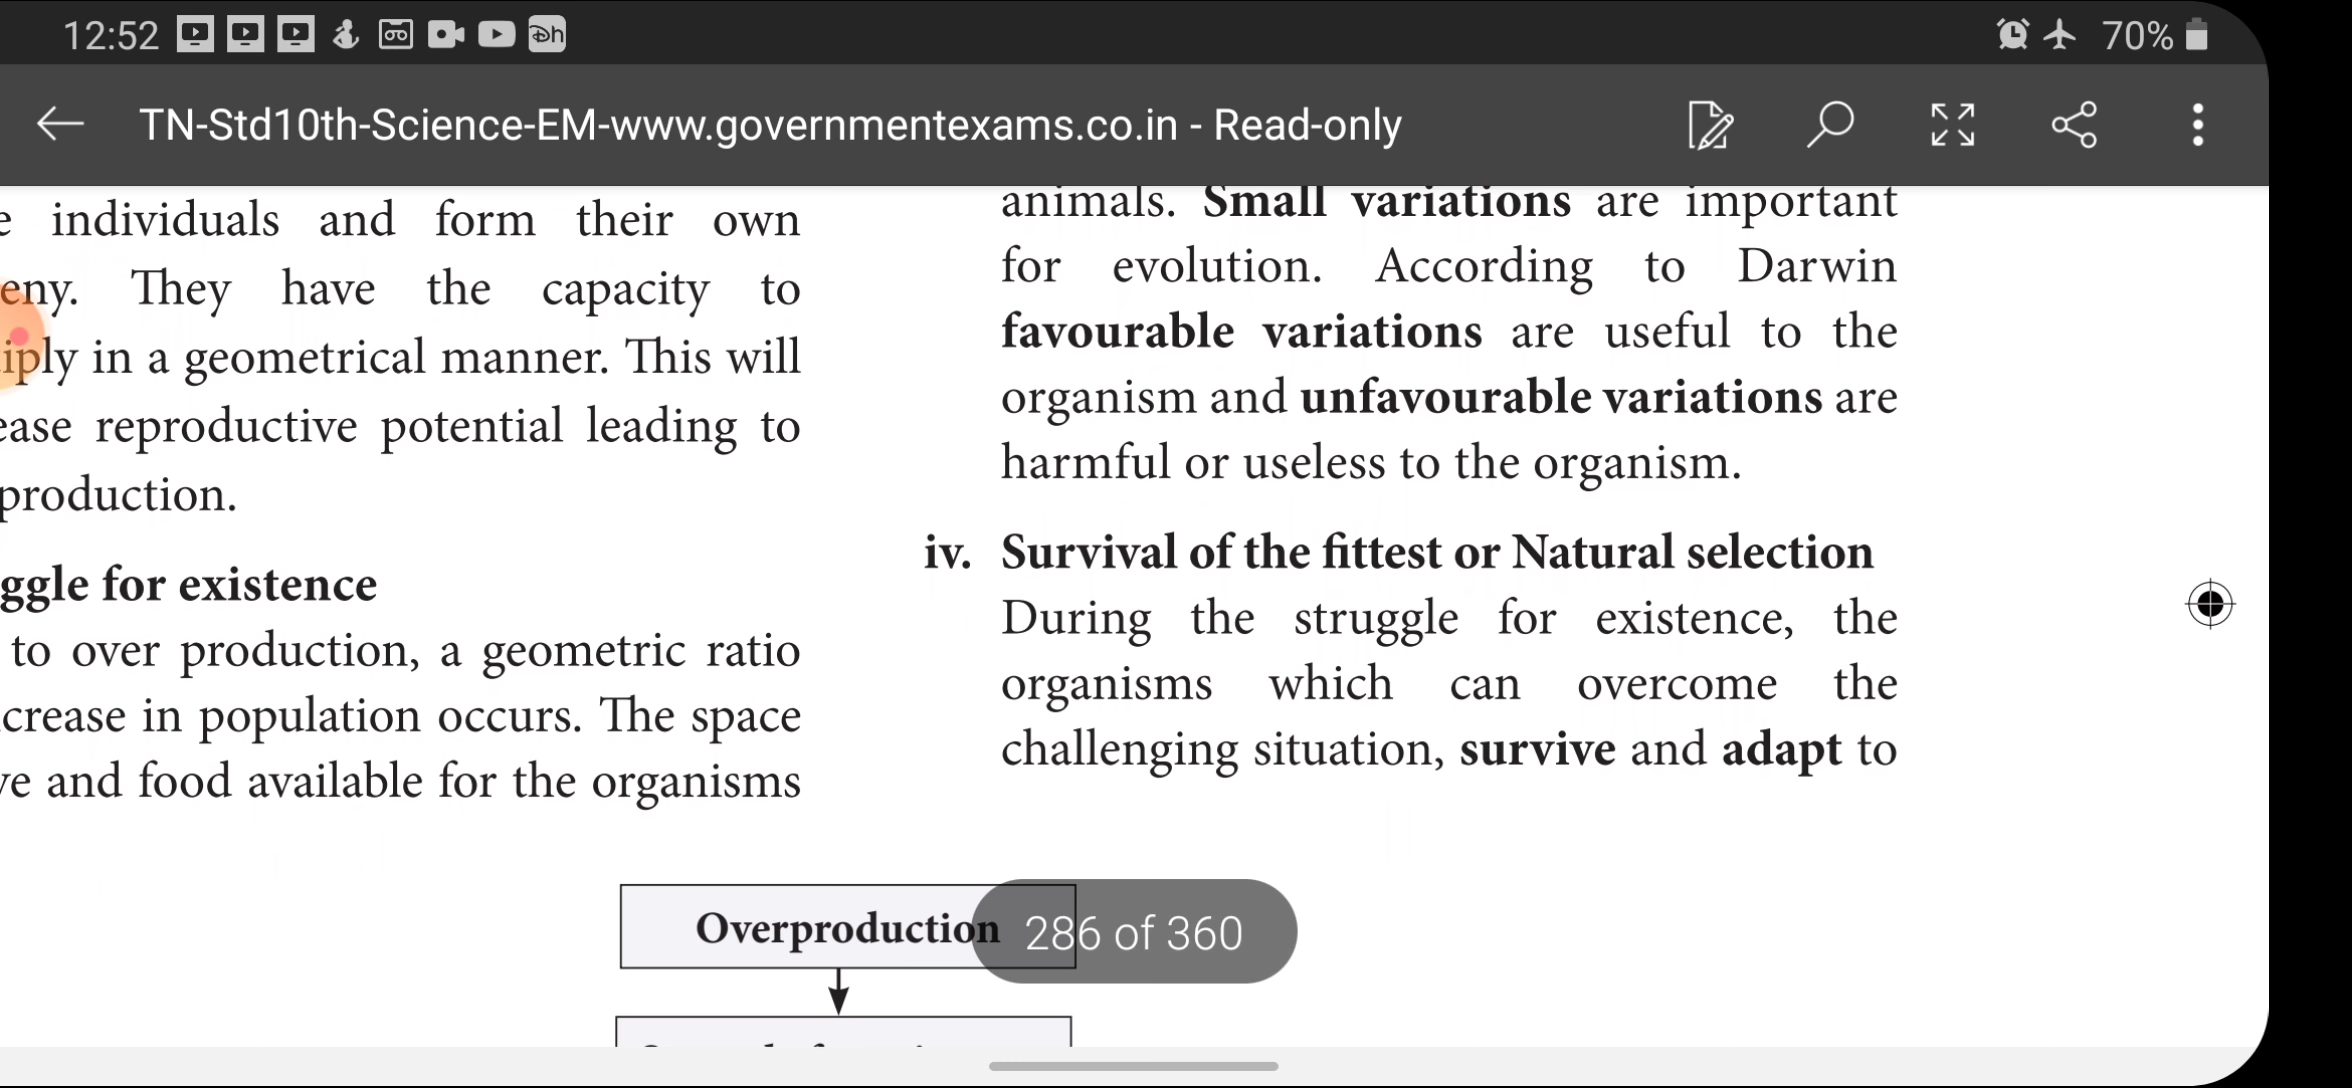 12:52
70%
TN-Std10th-Science-EM-www.governmentexams.co.in - Read-only
individuals and form their own
They have the capacity to
in a geometrical manner. This will
reproductive potential leading to
production.
for existence
to over production, a geometric ratio
in population occurs. The space
and food available for the organisms
animals. Small variations are important
for evolution. According to Darwin
favourable variations are useful to the
organism and unfavourable variations are
harmful or useless to the organism.
iv. Survival of the fittest or Natural selection
During the struggle for existence, the
organisms which can overcome the
challenging situation, survive and adapt to
Overproduction
286 of 360